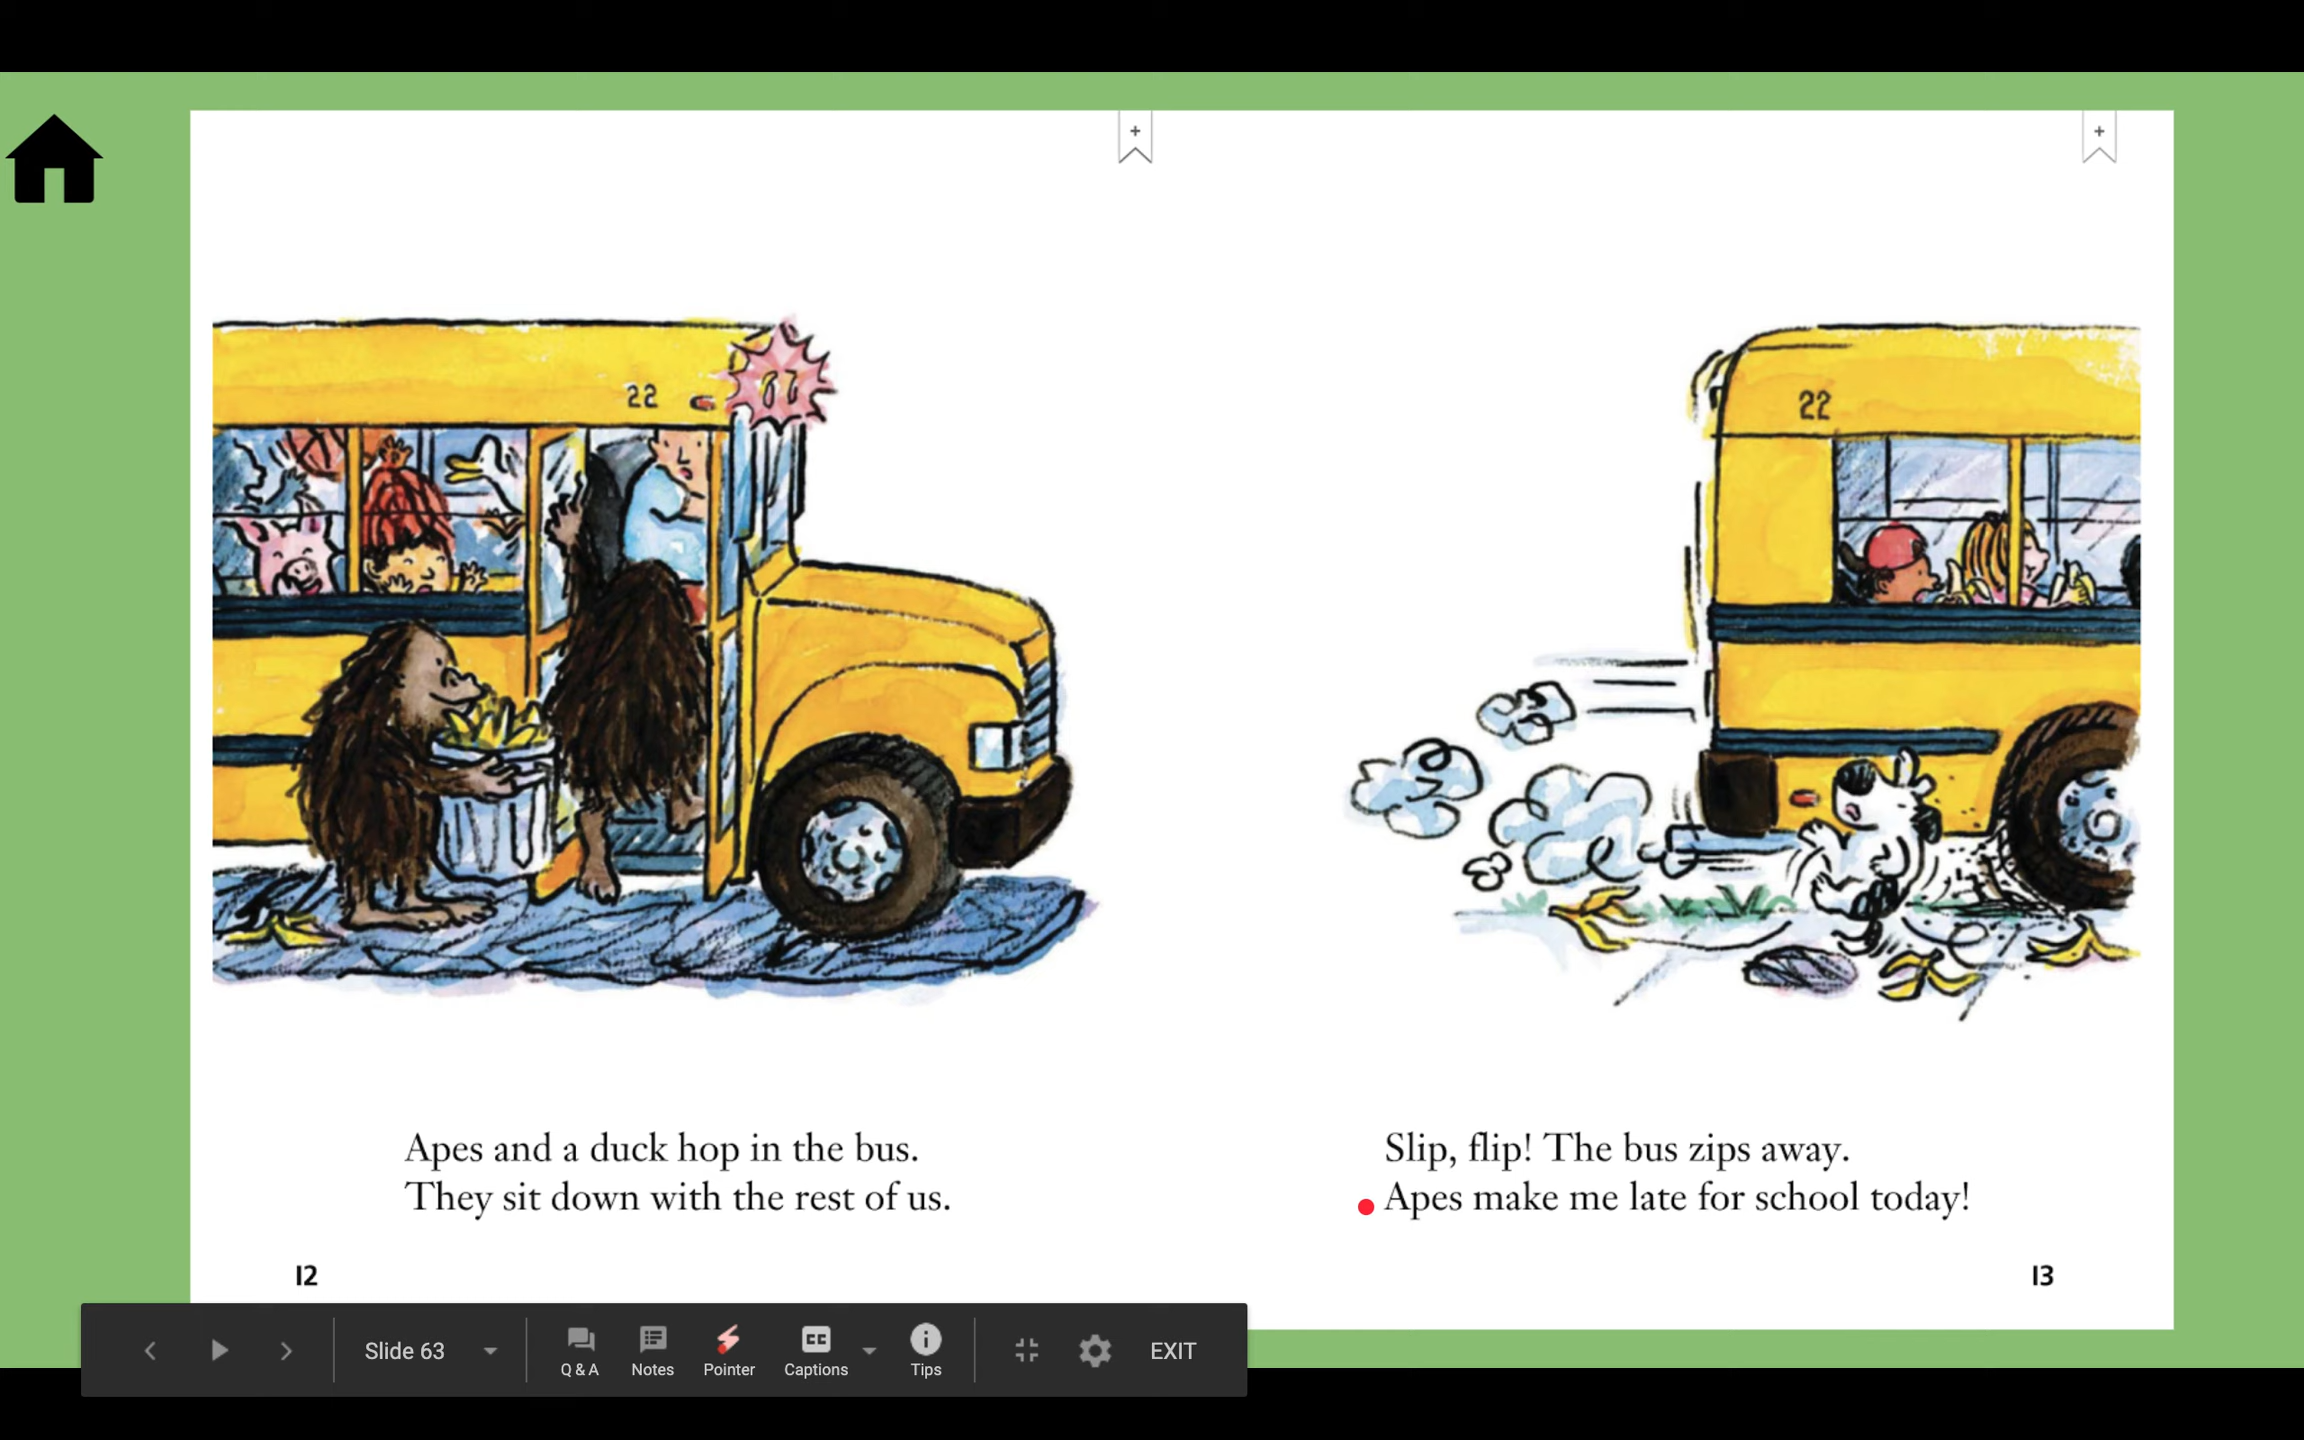 22
22
Apes and a duck hop in the bus.
They sit down with the rest of us.
12
Slip, flip! The bus zips away.
Apes make me late for school today!
13
Slide 63
Q & A
Notes
Pointer
CC
Captions
Tips
EXIT